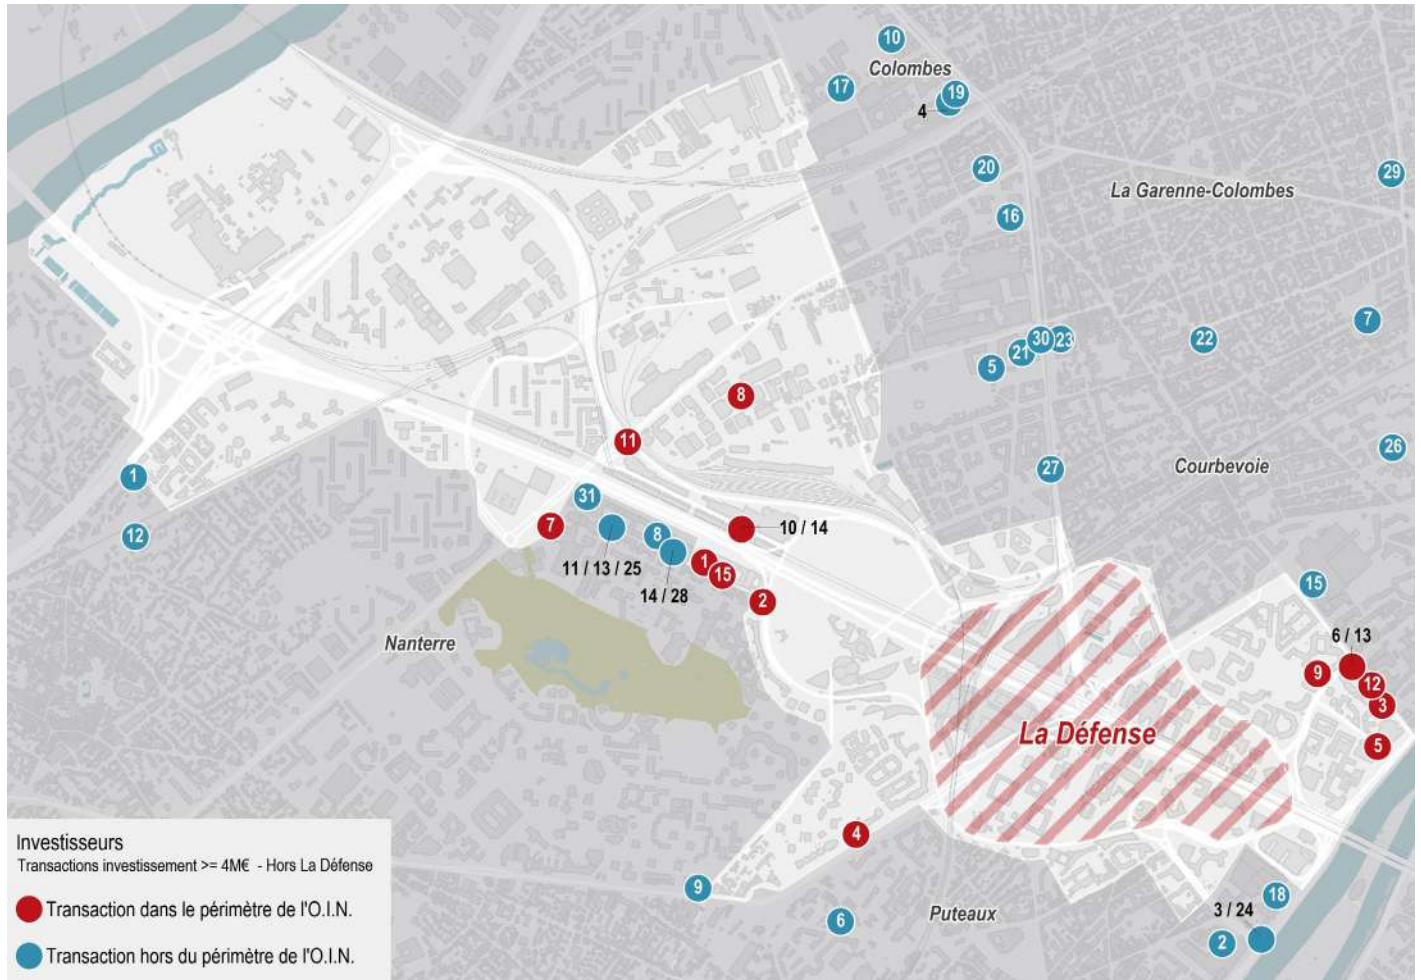 10
Colombes
17
19
4
20
29
La Garenne-Colombes
16
7
30
23
22
21
5
8
11
26
Courbevoie
27
1
31
7
10 / 14
12
8
11 / 13 / 25
1
15
14 / 28
2
15
Nanterre
6 / 13
9
12
3
La Défense
5
4
9
18
6
Puteaux
3 / 24
2
Investisseurs
Transactions investissement >= 4M€ - Hors La Défense
Transaction dans le périmètre de l'O.I.N.
Transaction hors du périmètre de l'O.I.N.